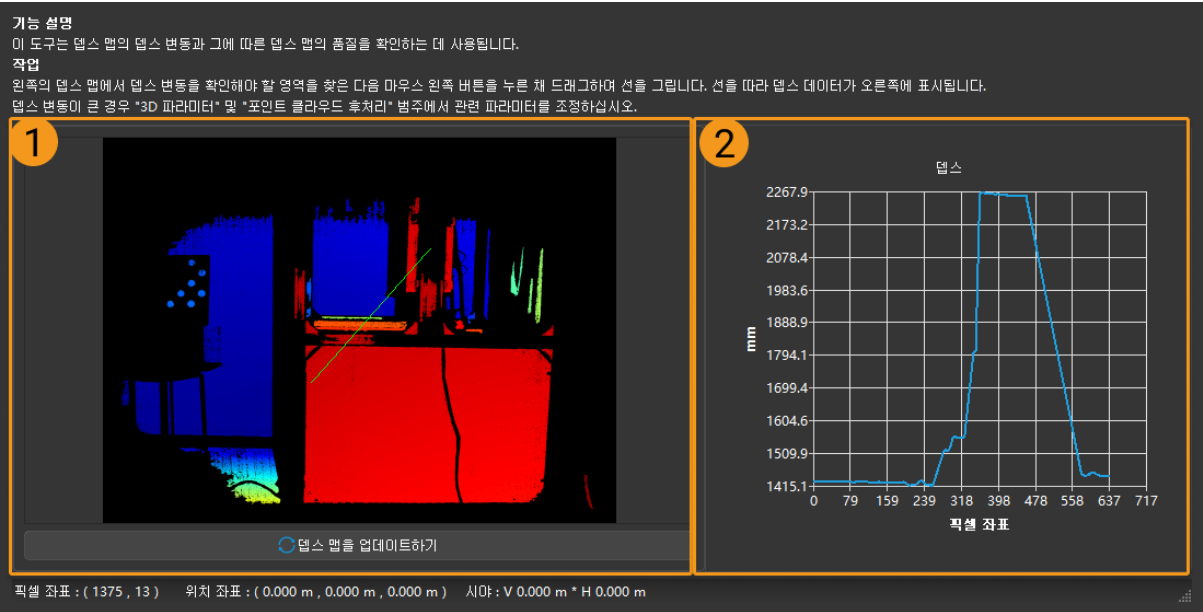 기능 설명
이 도구는 뎁스 맵의 뎁스 변동과 그에 따른 뎁스 맵의 품질을 확인하는 데 사용됩니다.
작업
왼쪽의 뎁스 맵에서 뎁스 변동을 확인해야 할 영역을 찾은 다음 마우스 왼쪽 버튼을 누른 채 드래그하여 선을 그립니다. 선을 따라 뎁스 데이터가 오른쪽에 표시됩니다.
뎁스 변동이 큰 경우 "3D 파라미터" 및 "포인트 클라우드 후처리" 범주에서 관련 파라미터를 조정하십시오.
1
2
뎁스
2267.9
2173.2
2078.4
1983.6
1888.9
1794.1
1699.4
1604.6
1509.9
1415.1
mm
0 79 159 239 318 398 478 558 637 717
픽셀 좌표
뎁스 맵을 업데이트하기
픽셀 좌표 : ( 1375 , 13 ) 위치 좌표 : ( 0.000 m , 0.000 m , 0.000 m ) 시야 : V 0.000 m * H 0.000 m